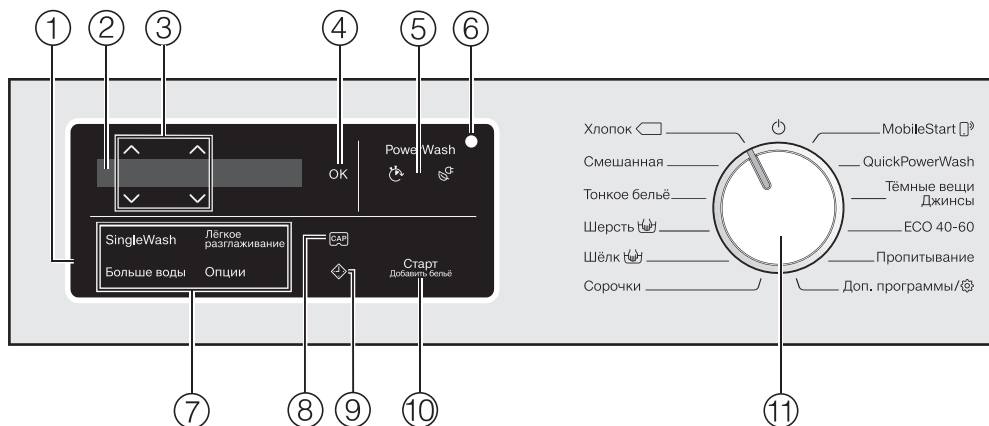 ① ② ③ ④ ⑤ ⑥
PowerWash
OK
SingleWash
Лёгкое
разглаживание
Больше воды
Опции
CAP
Старт
Добавить бельё
⑦ ⑧ ⑨ ⑩ ⑪
Хлопок
Смешанная
Тонкое бельё
Шерсть
Шёлк
Сорочки
MobileStart
QuickPowerWash
Тёмные вещи
Джинсы
ECO 40-60
Пропитывание
Доп. программы/